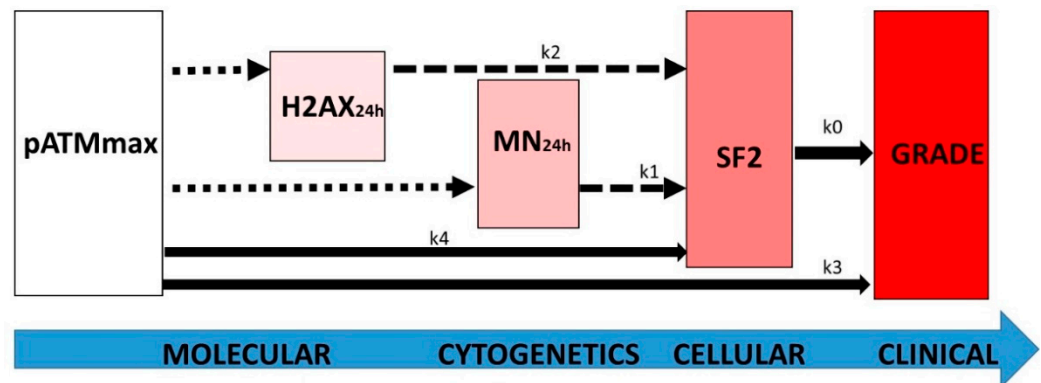 k2
H2AX24h
k0
pATMmax
MN24h
SF2
GRADE
k1
k4
k3
MOLECULAR CYTOGENETICS CELLULAR CLINICAL